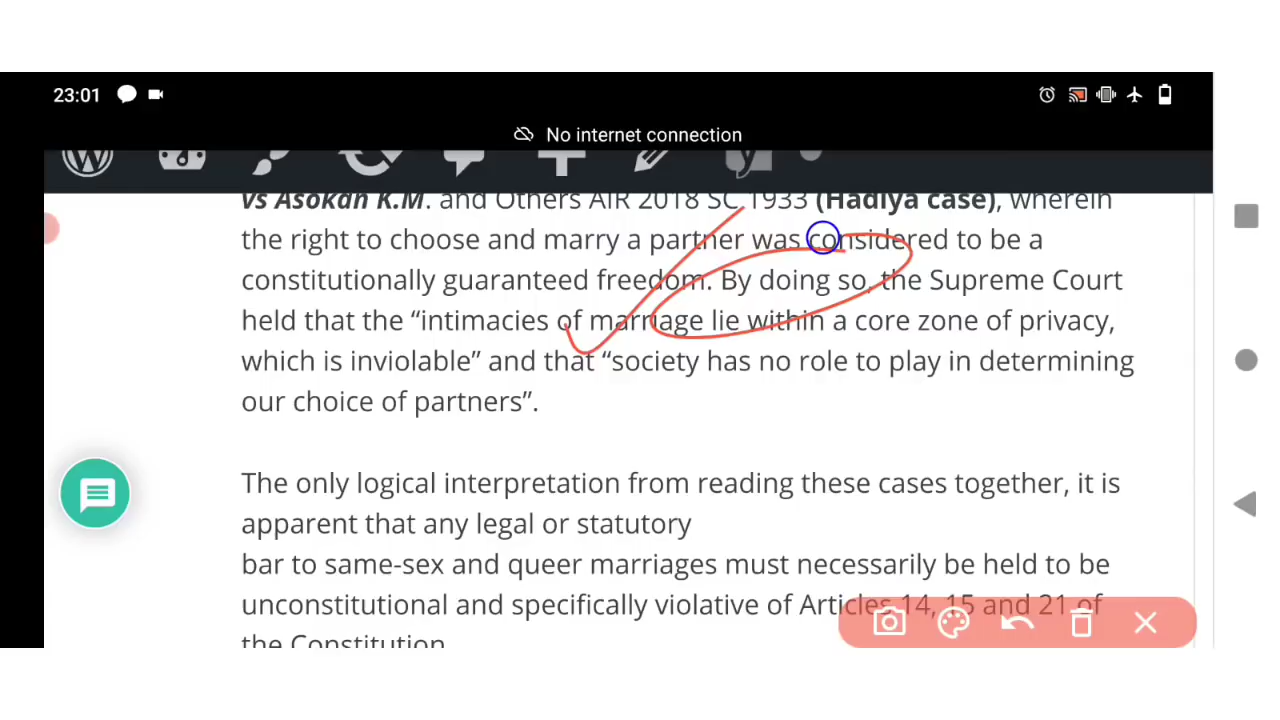 23:01
No internet connection
vs Asokan K.M. and Others AIR 2018 SC 1933 (Hadiya case), wherein
the right to choose and marry a partner was considered to be a
constitutionally guaranteed freedom. By doing so, the Supreme Court
held that the “intimacies of marriage lie within a core zone of privacy,
which is inviolable” and that “society has no role to play in determining
our choice of partners”.
The only logical interpretation from reading these cases together, it is
apparent that any legal or statutory
bar to same-sex and queer marriages must necessarily be held to be
unconstitutional and specifically violative of Articles 14, 15 and 21 of
the Constitution